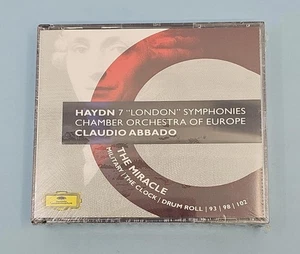 HAYDN 7 "LONDON" SYMPHONIES
CHAMBER ORCHESTRA OF EUROPE
CLAUDIO ABBADO
THE MIRACLE
MILITARY | THE CLOCK | DRUM ROLL | 93 | 98 | 102